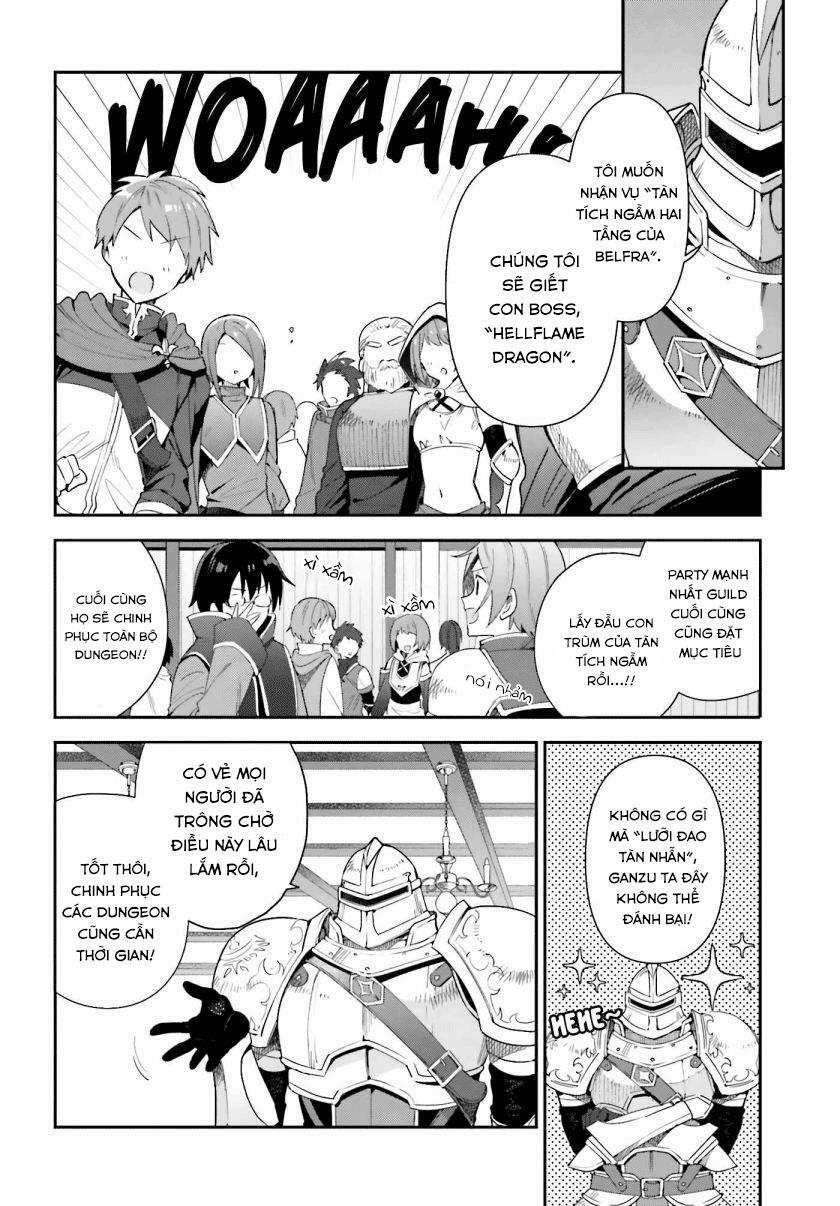 TÔI MUỐN
NHẬN VỤ "TÀN
TÍCH NGẦM HAI
TẦNG CỦA
BELFRA".
CHÚNG TÔI
SẼ GIẾT
CON BOSS,
"HELLFLAME
DRAGON".
WOAAAH
PARTY MẠNH
NHẤT GUILD
CUỐI CÙNG
CŨNG ĐẶT
MỤC TIÊU
LẤY ĐẦU CON
TRÙM CỦA TÀN
TÍCH NGẦM
RỒI...!!
xì xầm
xì xầm
nói nhảm
CUỐI CÙNG
HỌ SẼ CHINH
PHỤC TOÀN BỘ
DUNGEON!!
KHÔNG CÓ GÌ
MÀ "LƯỠI ĐAO
TÀN NHẪN",
GANZU TA ĐÂY
KHÔNG THỂ
ĐÁNH BẠI!
HEHE~
CÓ VẺ MỌI
NGƯỜI ĐÃ
TRÔNG CHỜ
ĐIỀU NÀY LÂU
LẮM RỒI,
TỐT THÔI,
CHINH PHỤC
CÁC DUNGEON
CŨNG CẦN
THỜI GIAN!